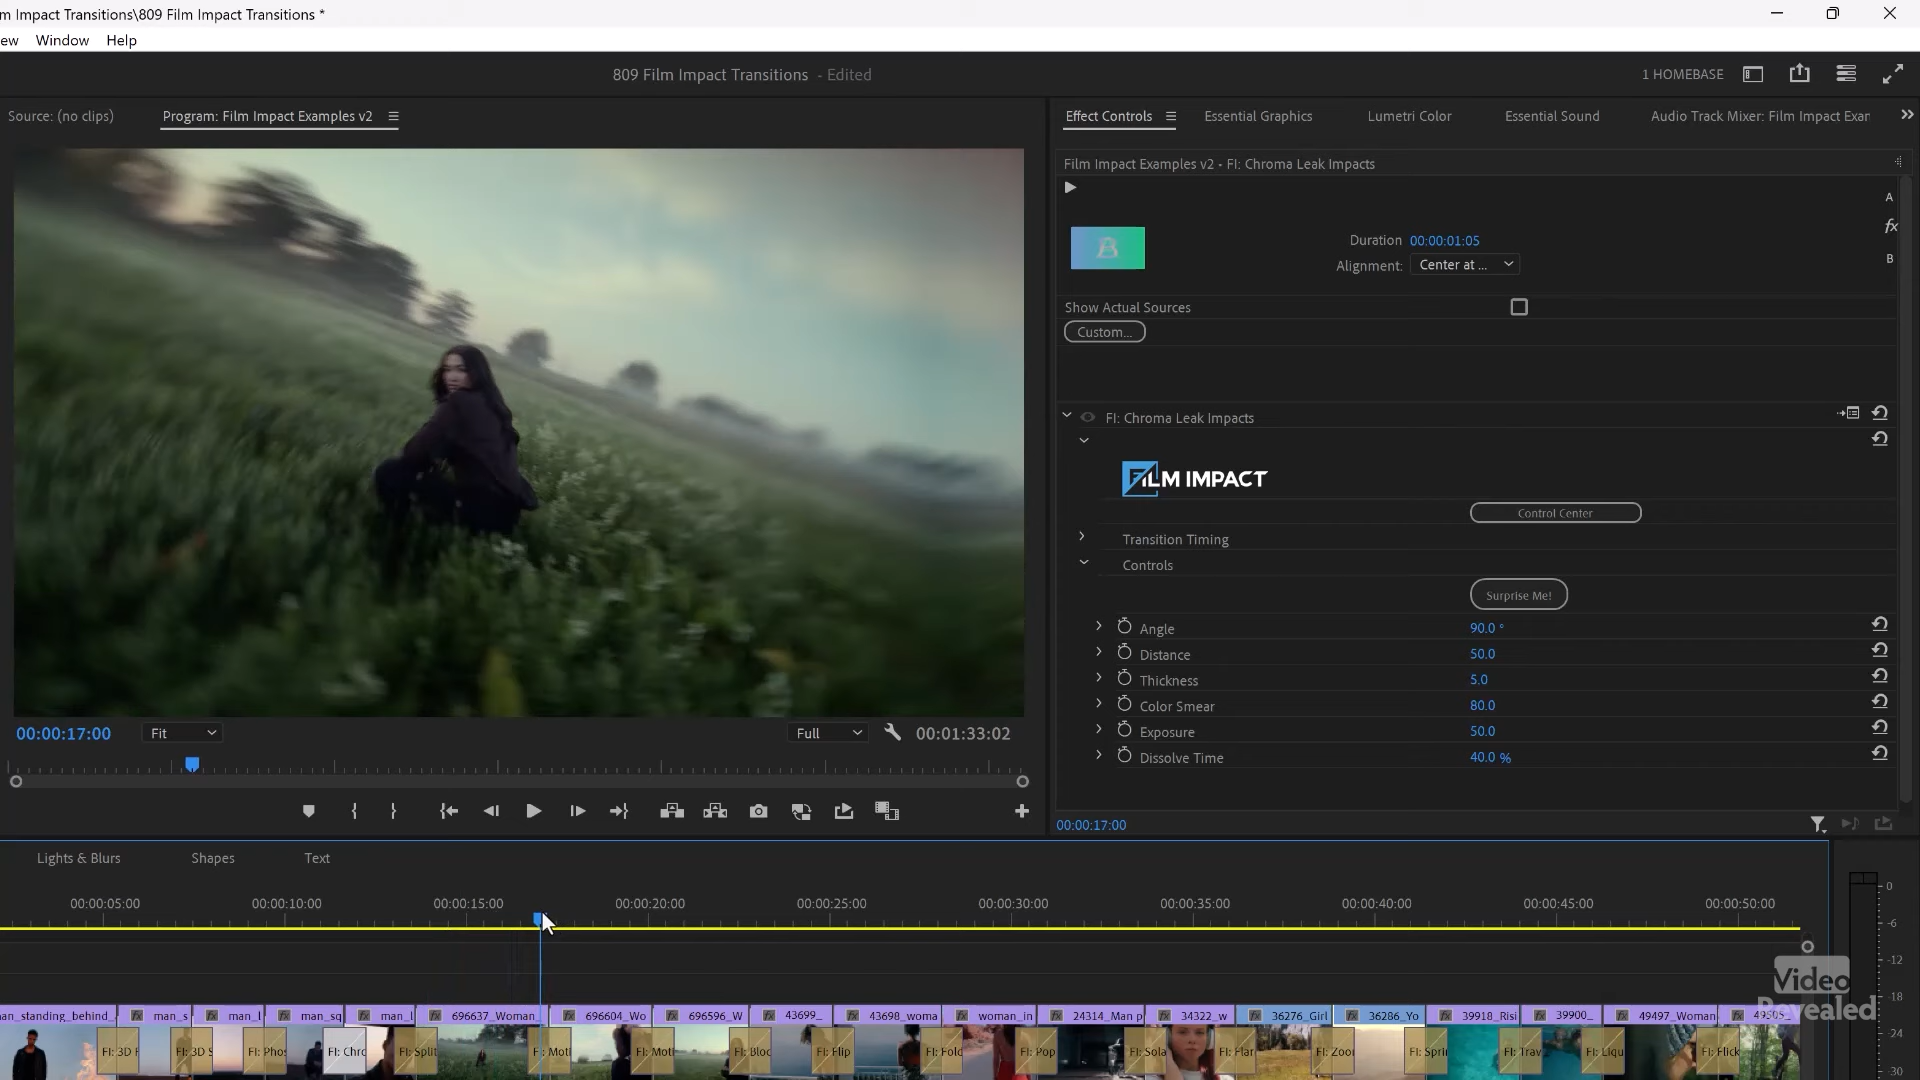 m Impact Transitions\809 Film Impact Transitions *
ew Window Help
809 Film Impact Transitions - Edited
1 HOMEBASE
Source: (no clips)
Program: Film Impact Examples v2
Effect Controls
Essential Graphics
Lumetri Color
Essential Sound
Audio Track Mixer: Film Impact Exar
Film Impact Examples v2 - FI: Chroma Leak Impacts
A
fx
B
Duration 00:00:01:05
Alignment: Center at ...
Show Actual Sources
Custom...
FI: Chroma Leak Impacts
FILM IMPACT
Control Center
Transition Timing
Controls
Surprise Me!
Angle 90.0 °
Distance 50.0
Thickness 5.0
Color Smear 80.0
Exposure 50.0
Dissolve Time 40.0 %
00:00:17:00
Fit
Full
00:01:33:02
00:00:17:00
Lights & Blurs
Shapes
Text
00:00:05:00
00:00:10:00
00:00:15:00
00:00:20:00
00:00:25:00
00:00:30:00
00:00:35:00
00:00:40:00
00:00:45:00
00:00:50:00
0
-6
-12
-18
-24
-30
Video
Revealed
an_standing_behind_
man_s
man_l
man_sq
man_l
696637_Woman_
696604_Wo
696596_W
43699_
43698_woma
woman_in
24314_Man p
34322_w
36276_Girl
36286_Yo
39918_Risi
39900_
49497_Woman
FI: 3D F
FI: 3D S
FI: Phos
FI: Chrc
FI: Split
FI: Moti
FI: Moti
FI: Bloc
FI: Flip
FI: Folc
FI: Pop
FI: Sola
FI: Flar
FI: Zoor
FI: Sprii
FI: Trav
FI: Liqu
FI: Flick